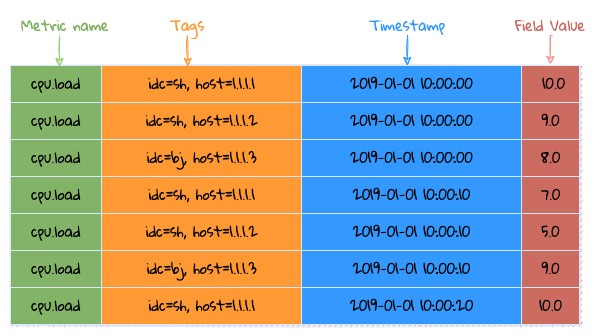 Metric name Tags Timestamp Field Value
cpu.load idc=sh, host=1.1.1.1 2019-01-01 10:00:00 10.0
cpu.load idc=sh, host=1.1.1.2 2019-01-01 10:00:00 9.0
cpu.load idc=bj, host=1.1.1.3 2019-01-01 10:00:00 8.0
cpu.load idc=sh, host=1.1.1.1 2019-01-01 10:00:10 7.0
cpu.load idc=sh, host=1.1.1.2 2019-01-01 10:00:10 5.0
cpu.load idc=bj, host=1.1.1.3 2019-01-01 10:00:10 9.0
cpu.load idc=sh, host=1.1.1.1 2019-01-01 10:00:20 10.0